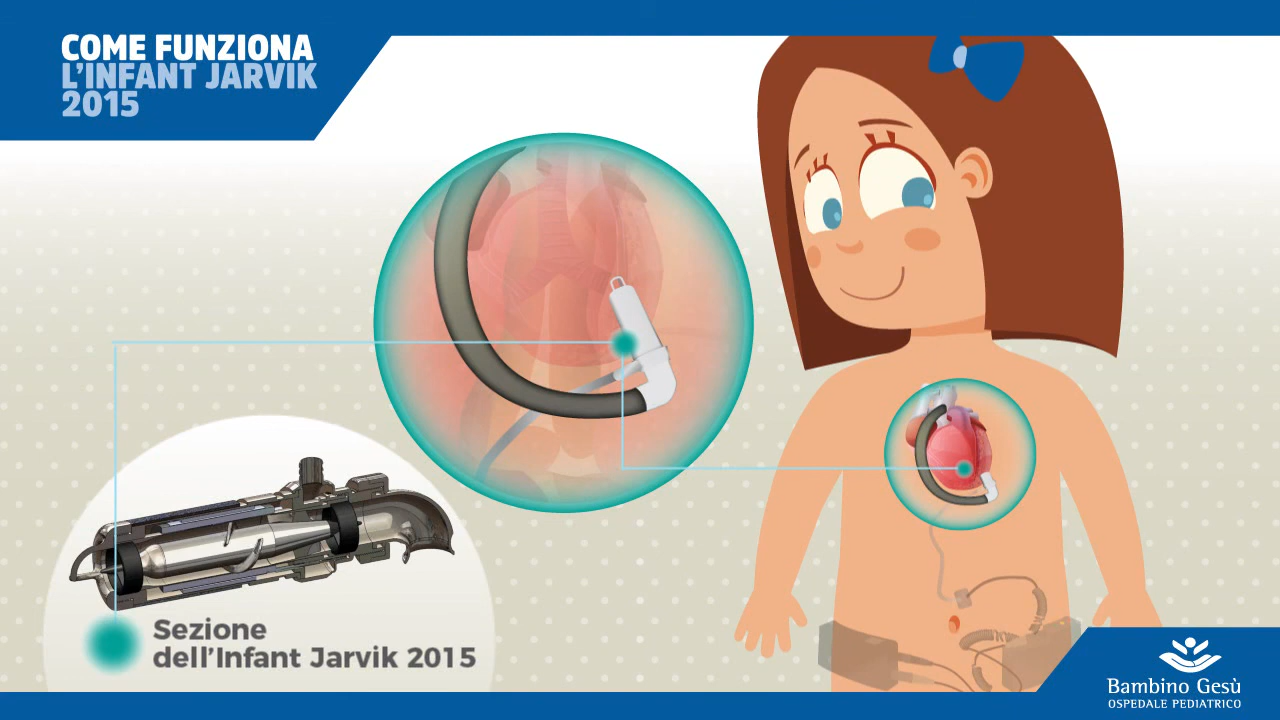 COME FUNZIONA
L'INFANT JARVIK
2015
Sezione
dell'Infant Jarvik 2015
Bambino Gesù
OSPEDALE PEDIATRICO